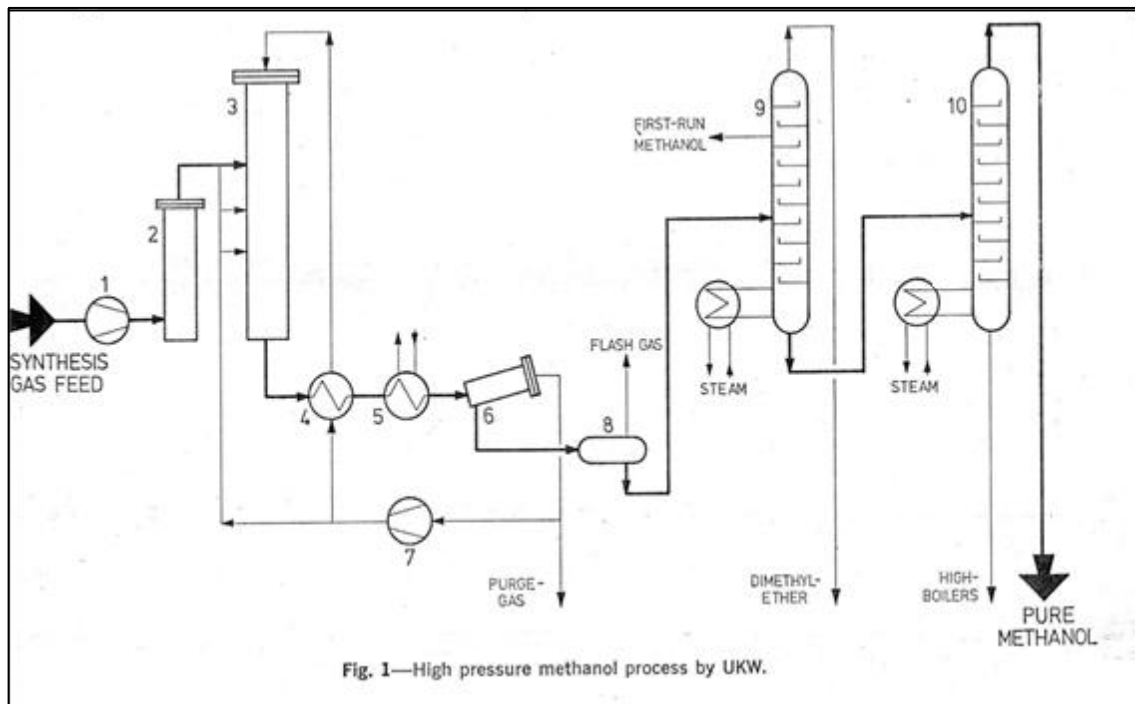 3
2
1
SYNTHESIS
GAS FEED
4
5
6
7
8
FLASH GAS
PURGE-
GAS
FIRST-RUN
METHANOL
9
STEAM
DIMETHYL-
ETHER
10
STEAM
HIGH-
BOILERS
PURE
METHANOL
Fig. 1—High pressure methanol process by UKW.